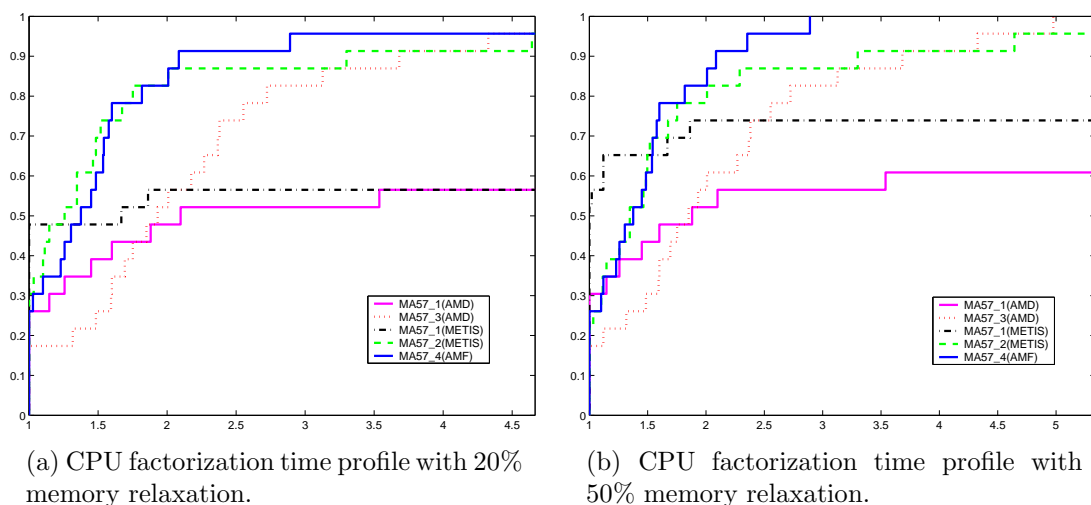 1
0.9
0.8
0.7
0.6
0.5
0.4
0.3
0.2
0.1
0
1 1.5 2 2.5 3 3.5 4 4.5
MA57_1(AMD)
MA57_3(AMD)
MA57_1(METIS)
MA57_2(METIS)
MA57_4(AMF)
(a) CPU factorization time profile with 20%
memory relaxation.
1
0.9
0.8
0.7
0.6
0.5
0.4
0.3
0.2
0.1
0
1 1.5 2 2.5 3 3.5 4 4.5 5
MA57_1(AMD)
MA57_3(AMD)
MA57_1(METIS)
MA57_2(METIS)
MA57_4(AMF)
(b) CPU factorization time profile with
50% memory relaxation.